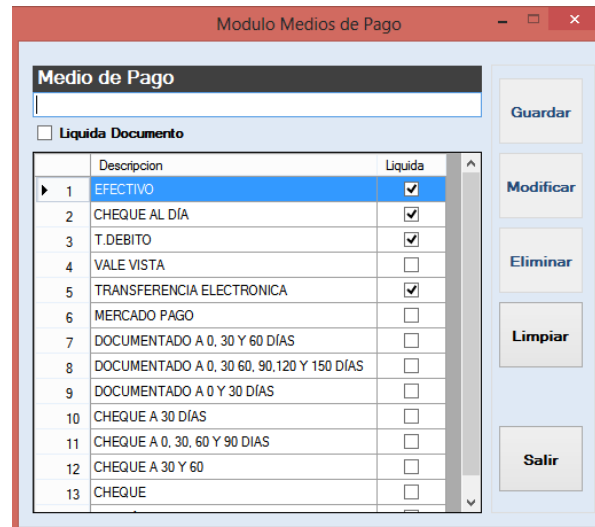 Modulo Medios de Pago
Medio de Pago
Liquida Documento
Descripcion Liquida
1 EFECTIVO
2 CHEQUE AL DÍA
3 T.DEBITO
4 VALE VISTA
5 TRANSFERENCIA ELECTRONICA
6 MERCADO PAGO
7 DOCUMENTADO A 0, 30 Y 60 DÍAS
8 DOCUMENTADO A 0, 30 60, 90,120 Y 150 DÍAS
9 DOCUMENTADO A 0 Y 30 DÍAS
10 CHEQUE A 30 DÍAS
11 CHEQUE A 0, 30, 60 Y 90 DIAS
12 CHEQUE A 30 Y 60
13 CHEQUE
Guardar
Modificar
Eliminar
Limpiar
Salir